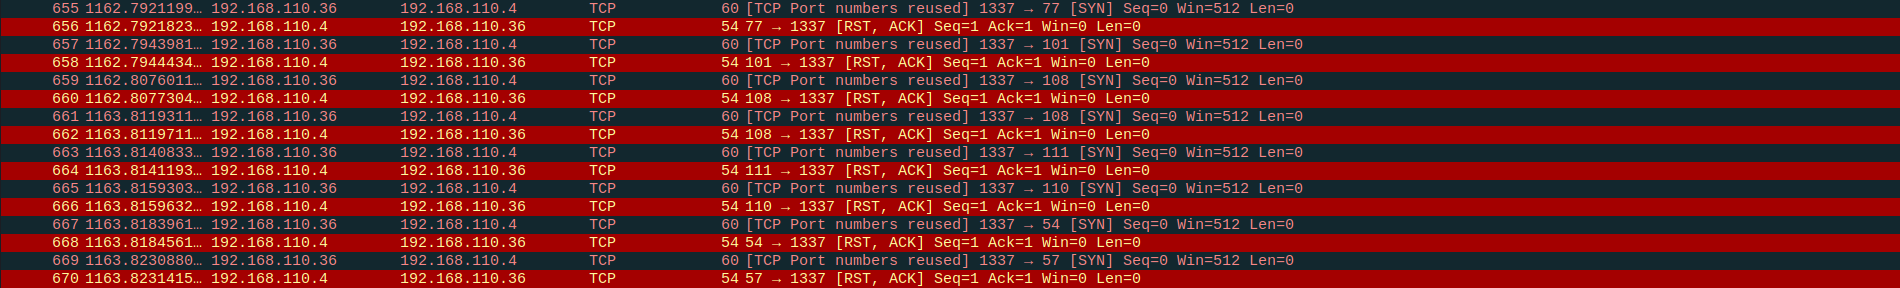 655 1162.7921199… 192.168.110.36 192.168.110.4 TCP 60 [TCP Port numbers reused] 1337 → 77 [SYN] Seq=0 Win=512 Len=0
656 1162.7921823… 192.168.110.4 192.168.110.36 TCP 54 77 → 1337 [RST, ACK] Seq=1 Ack=1 Win=0 Len=0
657 1162.7943981… 192.168.110.36 192.168.110.4 TCP 60 [TCP Port numbers reused] 1337 → 101 [SYN] Seq=0 Win=512 Len=0
658 1162.7944434… 192.168.110.4 192.168.110.36 TCP 54 101 → 1337 [RST, ACK] Seq=1 Ack=1 Win=0 Len=0
659 1162.8076011… 192.168.110.36 192.168.110.4 TCP 60 [TCP Port numbers reused] 1337 → 108 [SYN] Seq=0 Win=512 Len=0
660 1162.8077304… 192.168.110.4 192.168.110.36 TCP 54 108 → 1337 [RST, ACK] Seq=1 Ack=1 Win=0 Len=0
661 1163.8119311… 192.168.110.36 192.168.110.4 TCP 60 [TCP Port numbers reused] 1337 → 108 [SYN] Seq=0 Win=512 Len=0
662 1163.8119711… 192.168.110.4 192.168.110.36 TCP 54 108 → 1337 [RST, ACK] Seq=1 Ack=1 Win=0 Len=0
663 1163.8140833… 192.168.110.36 192.168.110.4 TCP 60 [TCP Port numbers reused] 1337 → 111 [SYN] Seq=0 Win=512 Len=0
664 1163.8141193… 192.168.110.4 192.168.110.36 TCP 54 111 → 1337 [RST, ACK] Seq=1 Ack=1 Win=0 Len=0
665 1163.8159303… 192.168.110.36 192.168.110.4 TCP 60 [TCP Port numbers reused] 1337 → 110 [SYN] Seq=0 Win=512 Len=0
666 1163.8159632… 192.168.110.4 192.168.110.36 TCP 54 110 → 1337 [RST, ACK] Seq=1 Ack=1 Win=0 Len=0
667 1163.8183961… 192.168.110.36 192.168.110.4 TCP 60 [TCP Port numbers reused] 1337 → 54 [SYN] Seq=0 Win=512 Len=0
668 1163.8184561… 192.168.110.4 192.168.110.36 TCP 54 54 → 1337 [RST, ACK] Seq=1 Ack=1 Win=0 Len=0
669 1163.8230880… 192.168.110.36 192.168.110.4 TCP 60 [TCP Port numbers reused] 1337 → 57 [SYN] Seq=0 Win=512 Len=0
670 1163.8231415… 192.168.110.4 192.168.110.36 TCP 54 57 → 1337 [RST, ACK] Seq=1 Ack=1 Win=0 Len=0